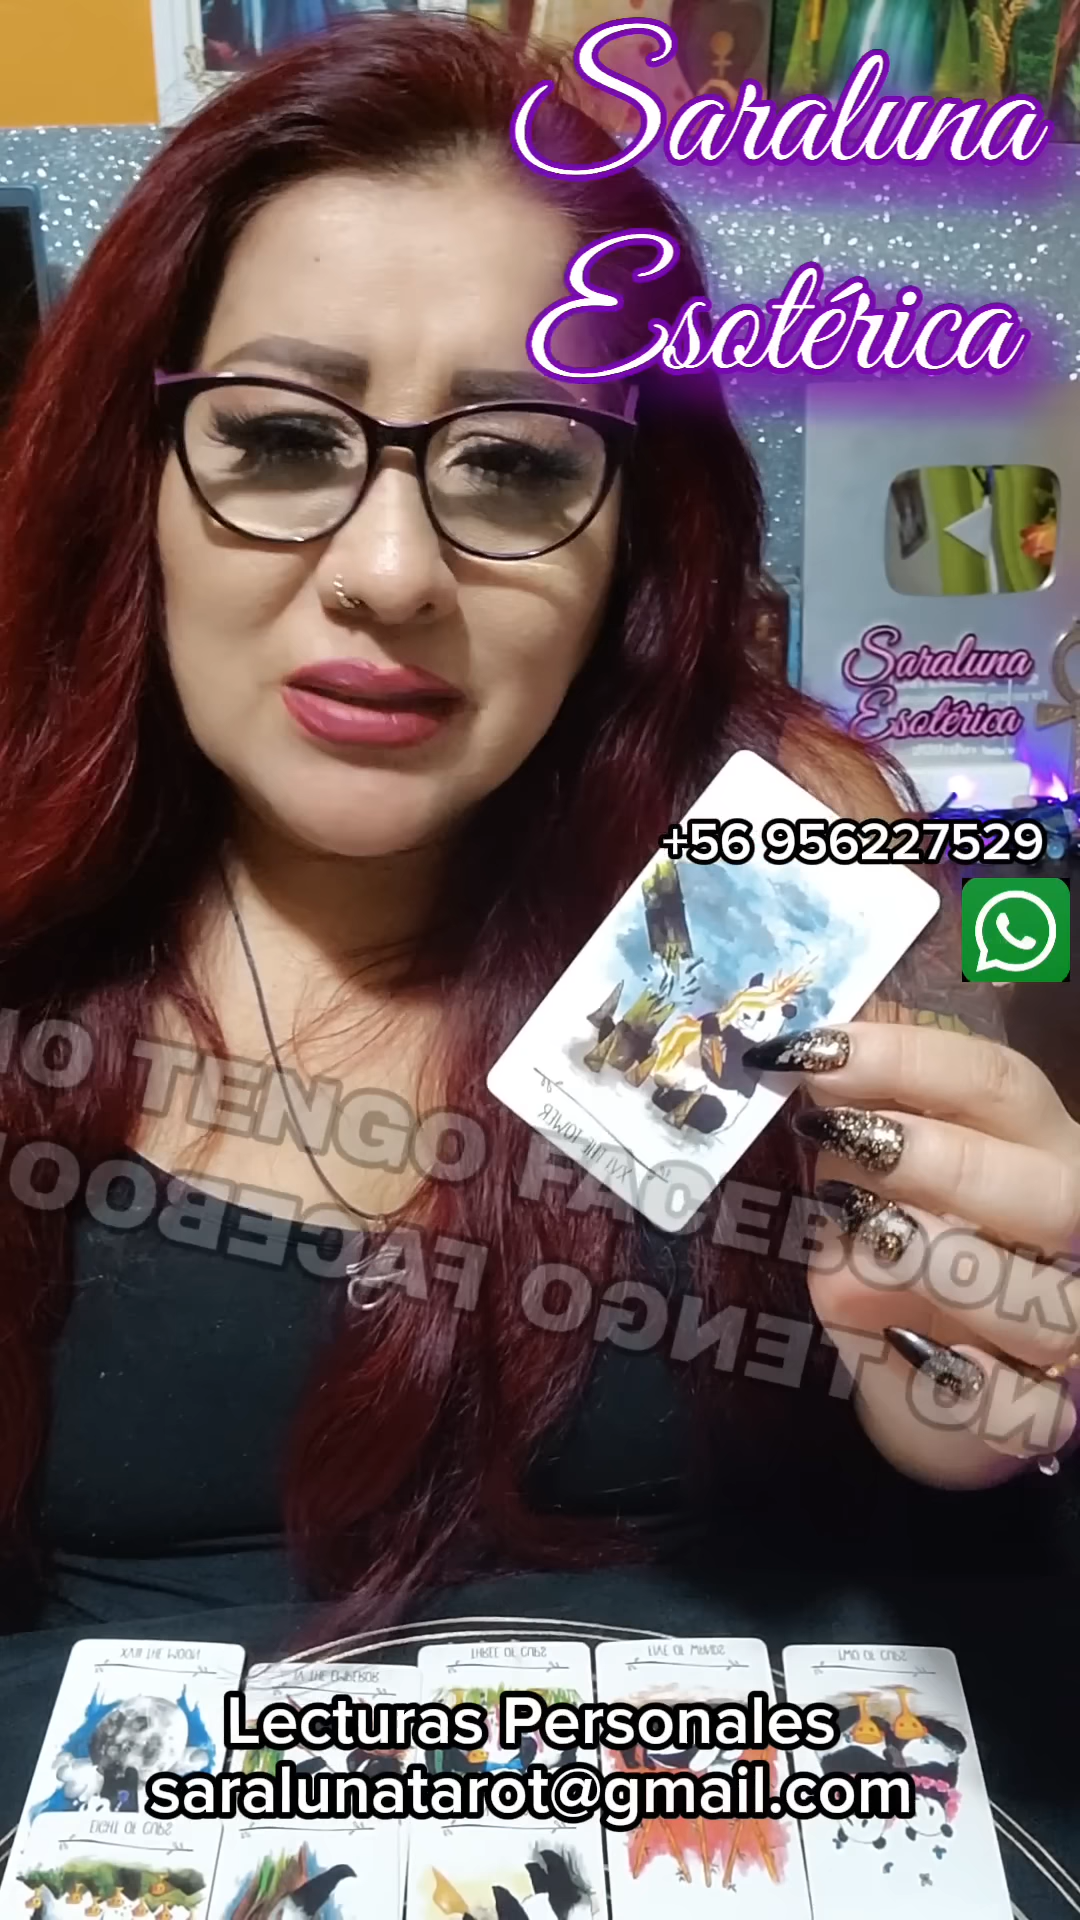 Saraluna
Esotérica
Saraluna
Esotérica
+56 956227529
NO TENGO FACEBOOK
NO TENGO FACEBOOK
XVI THE TOWER
XVIII THE MOON
IV THE EMPEROR
THREE OF CUPS
FIVE OF WANDS
TWO OF CUPS
Lecturas Personales
saralunatarot@gmail.com
EIGHT OF CUPS